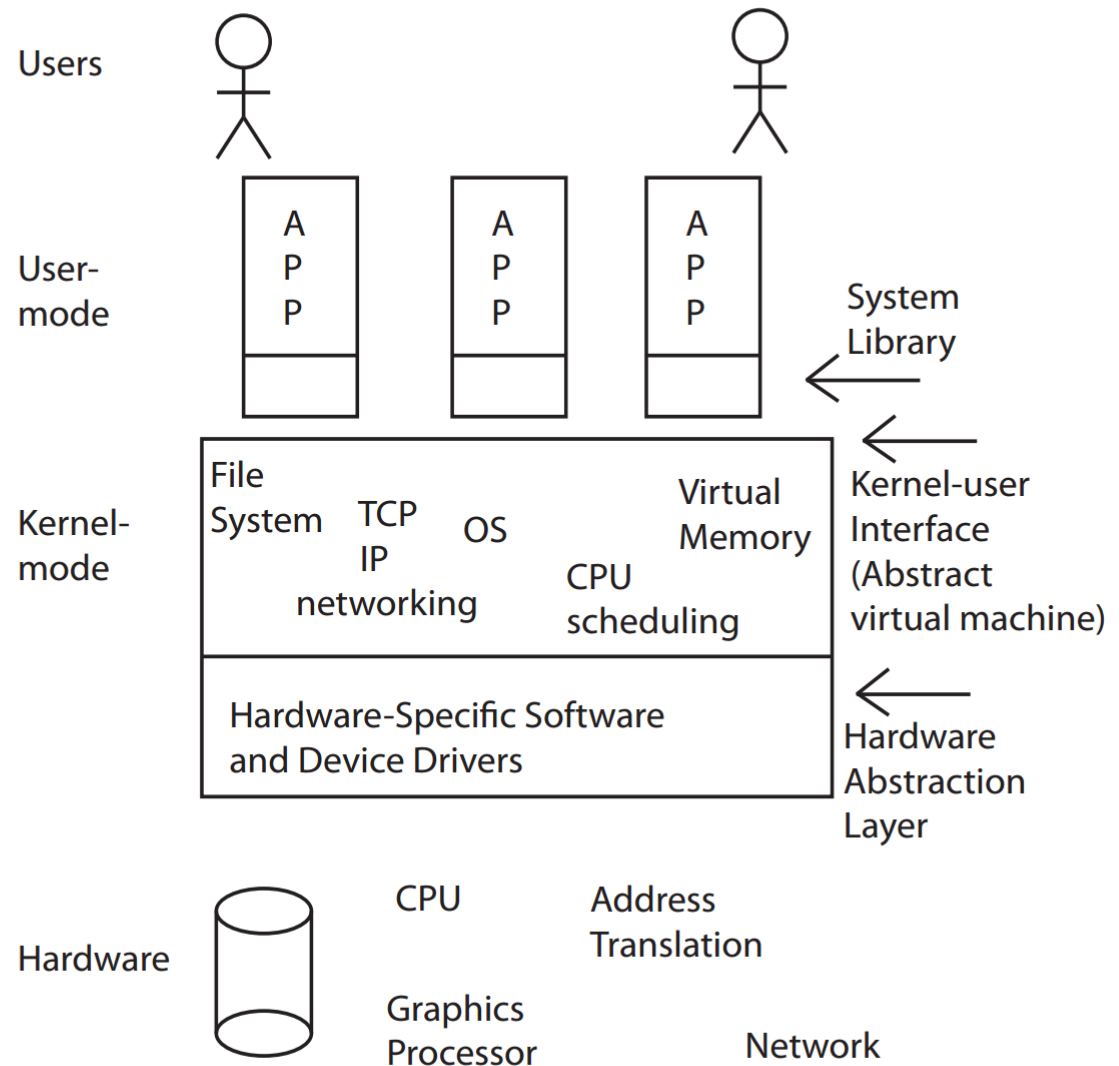 Users
A
P
P
A
P
P
A
P
P
User-
mode
System
Library
File
System
TCP
IP
networking
OS
CPU
scheduling
Virtual
Memory
Kernel-
mode
Kernel-user
Interface
(Abstract
virtual machine)
Hardware-Specific Software
and Device Drivers
Hardware
Abstraction
Layer
Hardware
CPU
Address
Translation
Graphics
Processor
Network